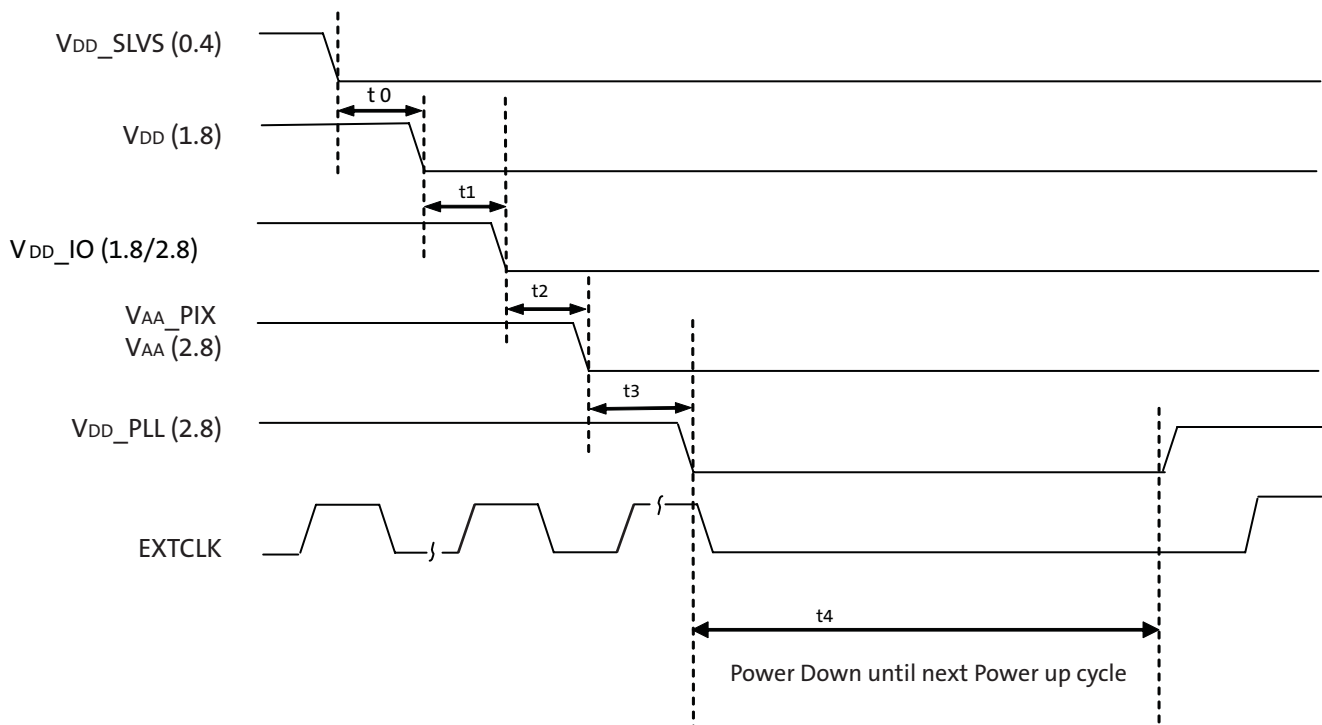 VDD_SLVS (0.4)
t 0
VDD (1.8)
t1
VDD_IO (1.8/2.8)
t2
VAA_PIX
VAA (2.8)
t3
VDD_PLL (2.8)
EXTCLK
t4
Power Down until next Power up cycle